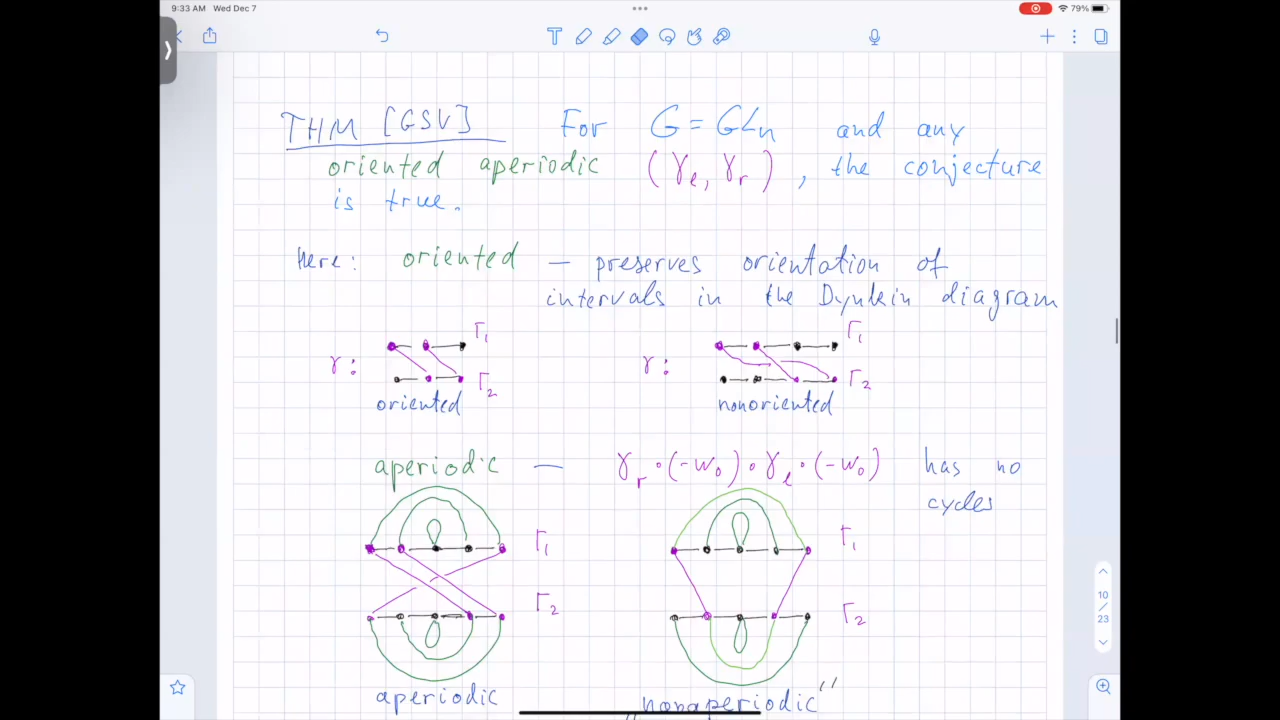 9:33 AM Wed Dec 7
79%
THM [GSV] For G = GLn and any
oriented aperiodic (γℓ, γr), the conjecture
is true.
Here: oriented — preserves orientation of
intervals in the Dynkin diagram
Γ1 Γ1
γ: γ:
Γ2 Γ2
oriented nonoriented
aperiodic — γr ∘ (-w0) ∘ γℓ ∘ (-w0) has no
cycles
Γ1 Γ1
Γ2 Γ2
aperiodic "nonaperiodic"
10
/
23